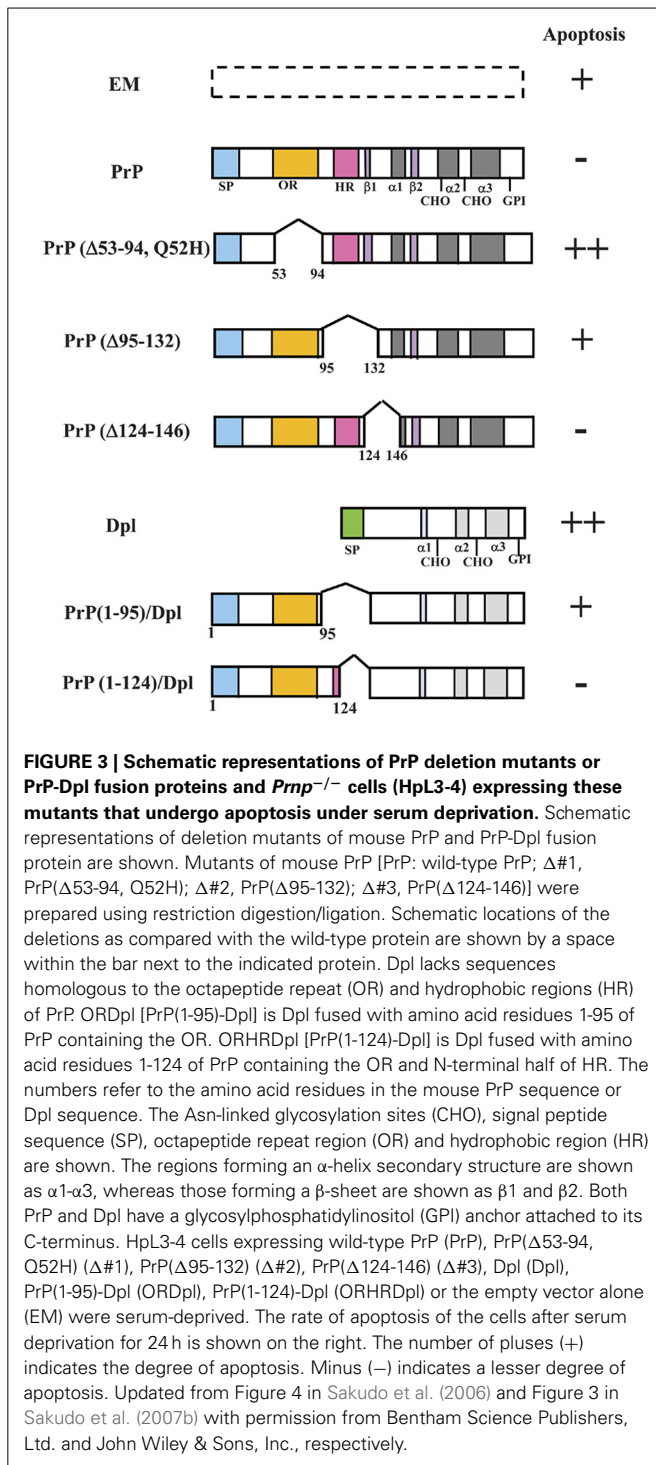 Apoptosis
EM +
PrP -
SP OR HR β1 α1 β2 α2 α3
CHO CHO GPI
PrP (Δ53-94, Q52H) ++
53 94
PrP (Δ95-132) +
95 132
PrP (Δ124-146) -
124 146
Dpl ++
SP α1 α2 α3
CHO CHO GPI
PrP(1-95)/Dpl +
1 95
PrP (1-124)/Dpl -
1 124
FIGURE 3 | Schematic representations of PrP deletion mutants or
PrP-Dpl fusion proteins and Prnp−/− cells (HpL3-4) expressing these
mutants that undergo apoptosis under serum deprivation. Schematic
representations of deletion mutants of mouse PrP and PrP-Dpl fusion
protein are shown. Mutants of mouse PrP [PrP: wild-type PrP; Δ#1,
PrP(Δ53-94, Q52H); Δ#2, PrP(Δ95-132); Δ#3, PrP(Δ124-146)] were
prepared using restriction digestion/ligation. Schematic locations of the
deletions as compared with the wild-type protein are shown by a space
within the bar next to the indicated protein. Dpl lacks sequences
homologous to the octapeptide repeat (OR) and hydrophobic regions (HR)
of PrP. ORDpl [PrP(1-95)-Dpl] is Dpl fused with amino acid residues 1-95 of
PrP containing the OR. ORHRDpl [PrP(1-124)-Dpl] is Dpl fused with amino
acid residues 1-124 of PrP containing the OR and N-terminal half of HR. The
numbers refer to the amino acid residues in the mouse PrP sequence or
Dpl sequence. The Asn-linked glycosylation sites (CHO), signal peptide
sequence (SP), octapeptide repeat region (OR) and hydrophobic region (HR)
are shown. The regions forming an α-helix secondary structure are shown
as α1-α3, whereas those forming a β-sheet are shown as β1 and β2. Both
PrP and Dpl have a glycosylphosphatidylinositol (GPI) anchor attached to its
C-terminus. HpL3-4 cells expressing wild-type PrP (PrP), PrP(Δ53-94,
Q52H) (Δ#1), PrP(Δ95-132) (Δ#2), PrP(Δ124-146) (Δ#3), Dpl (Dpl),
PrP(1-95)-Dpl (ORDpl), PrP(1-124)-Dpl (ORHRDpl) or the empty vector alone
(EM) were serum-derived. The rate of apoptosis of the cells after serum
deprivation for 24 h is shown on the right. The number of pluses (+)
indicates the degree of apoptosis. Minus (−) indicates a lesser degree of
apoptosis. Updated from Figure 4 in Sakudo et al. (2006) and Figure 3 in
Sakudo et al. (2007b) with permission from Bentham Science Publishers,
Ltd. and John Wiley & Sons, Inc., respectively.